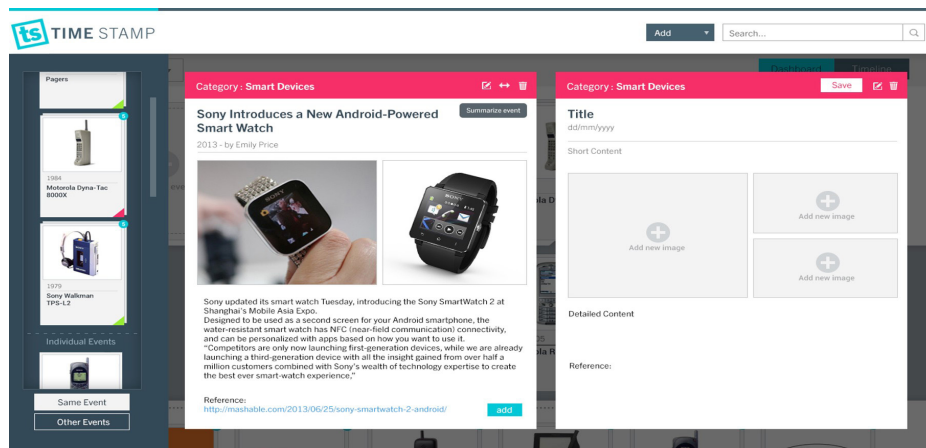 ts TIME STAMP
Add
Search...
Dashboard
Timeline
Pagers
5
1984
Motorola Dyna-Tac
8000X
5
1979
Sony Walkman
TPS-L2
Individual Events
Same Event
Other Events
Category : Smart Devices
Sony Introduces a New Android-Powered
Smart Watch
Summarize event
2013 - by Emily Price
SONY
SONY
Sony updated its smart watch Tuesday, introducing the Sony SmartWatch 2 at
Shanghai's Mobile Asia Expo.
Designed to be used as a second screen for your Android smartphone, the
water-resistant smart watch has NFC (near-field communication) connectivity,
and can be personalized with apps based on how you want to use it.
"Competitors are only now launching first-generation devices, while we are already
launching a third-generation device with all the insight gained from over half a
million customers combined with Sony's wealth of technology expertise to create
the best ever smart-watch experience,"
Reference:
http://mashable.com/2013/06/25/sony-smartwatch-2-android/
add
Category : Smart Devices
Save
Title
dd/mm/yyyy
Short Content
Add new image
Add new image
Add new image
Detailed Content
Reference: